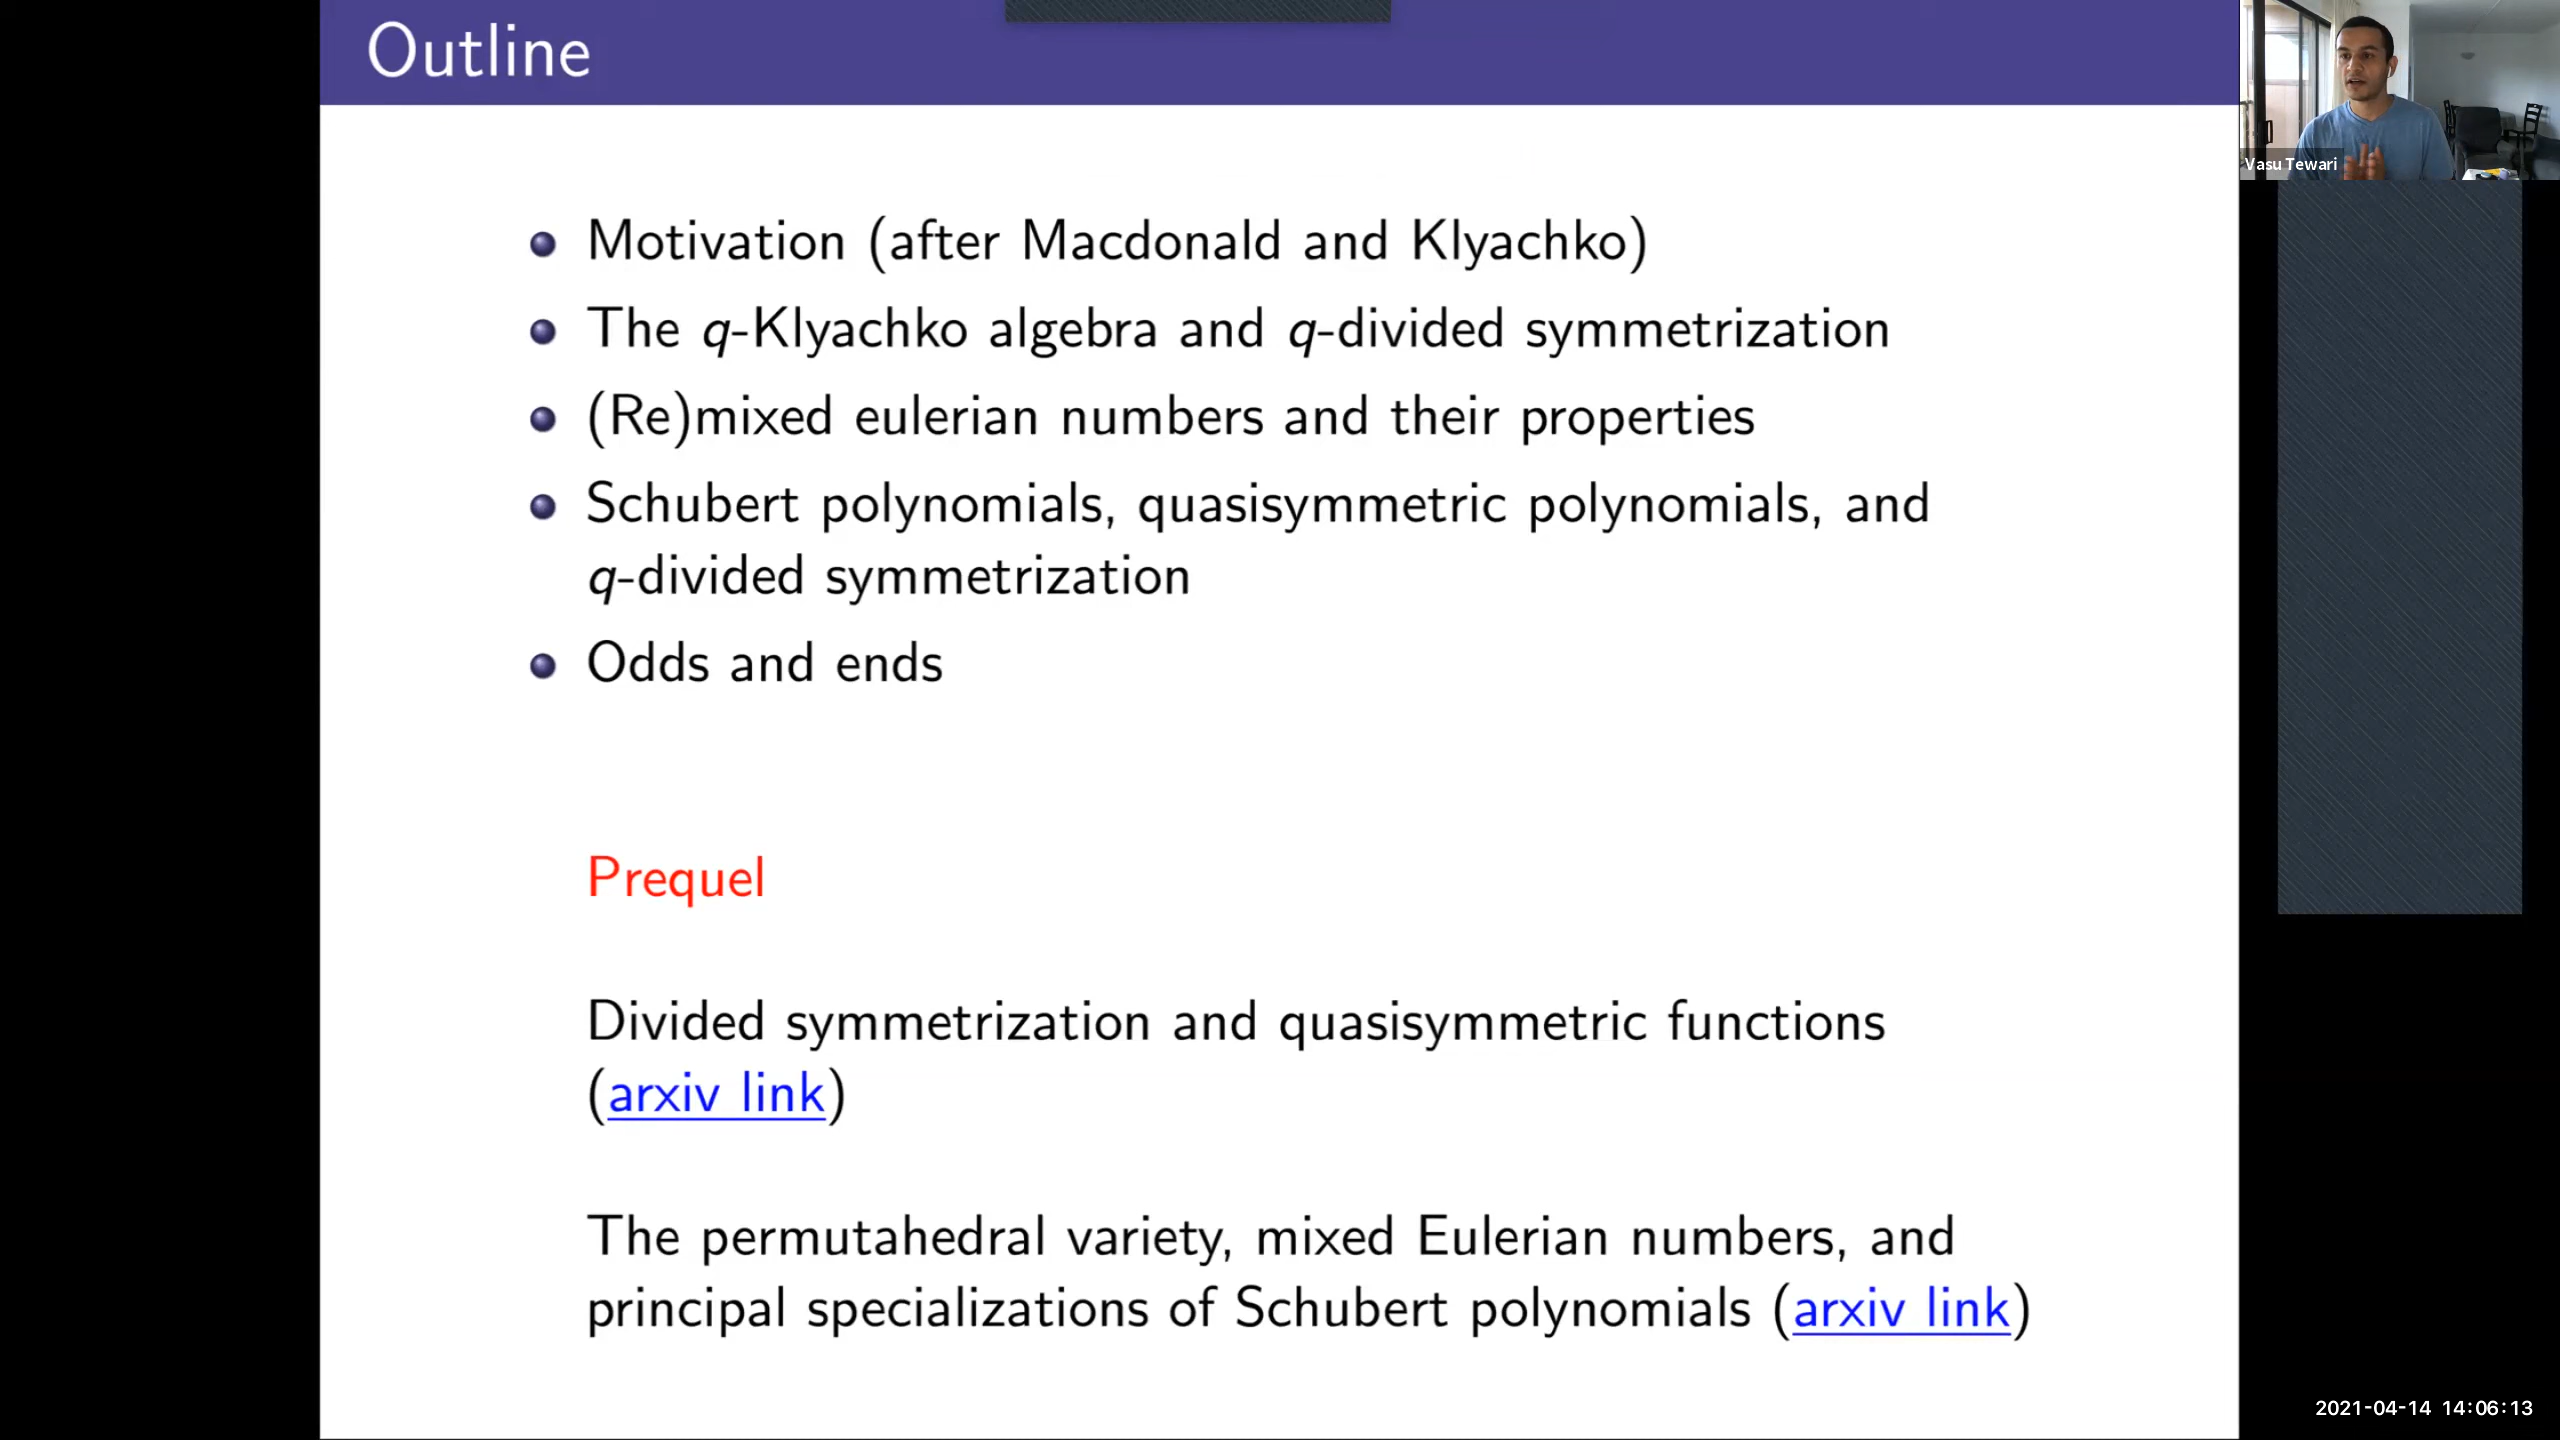 Outline
Vasu Tewari
Motivation (after Macdonald and Klyachko)
The q-Klyachko algebra and q-divided symmetrization
(Re)mixed eulerian numbers and their properties
Schubert polynomials, quasisymmetric polynomials, and
q-divided symmetrization
Odds and ends
Prequel
Divided symmetrization and quasisymmetric functions
(arxiv link)
The permutahedral variety, mixed Eulerian numbers, and
principal specializations of Schubert polynomials (arxiv link)
2021-04-14 14:06:13